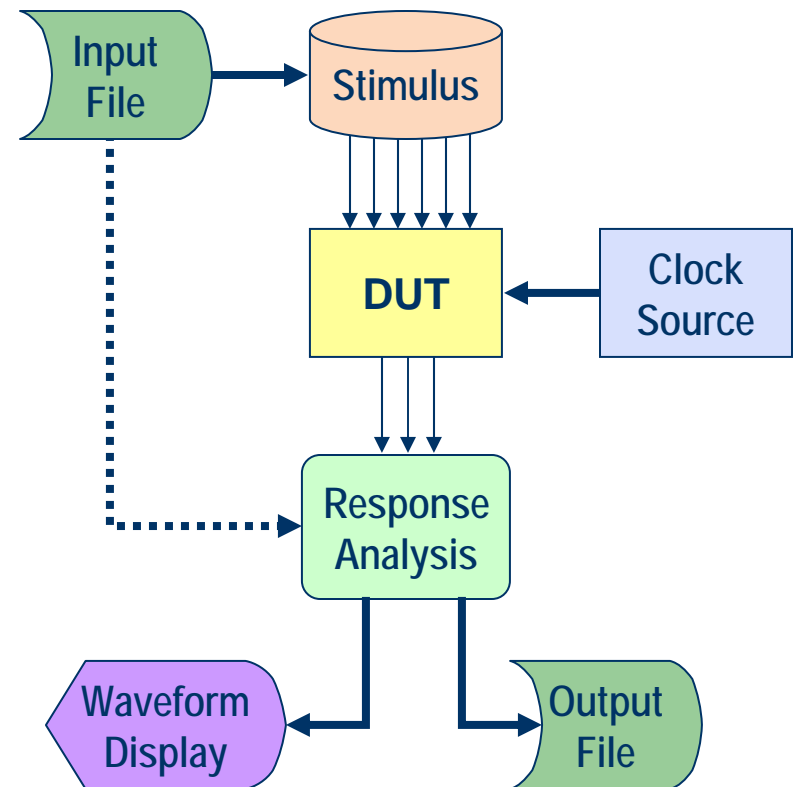 Input
File
Stimulus
DUT
Clock
Source
Response
Analysis
Waveform
Display
Output
File